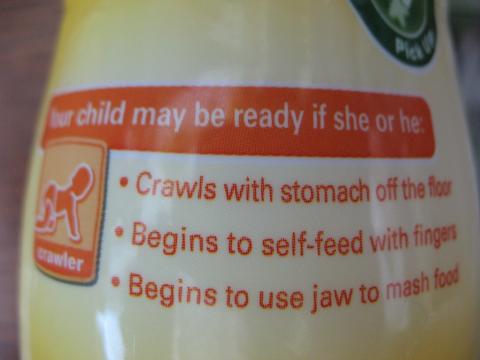 Your child may be ready if she or he:
• Crawls with stomach off the floor
• Begins to self-feed with fingers
• Begins to use jaw to mash food
crawler
Pick